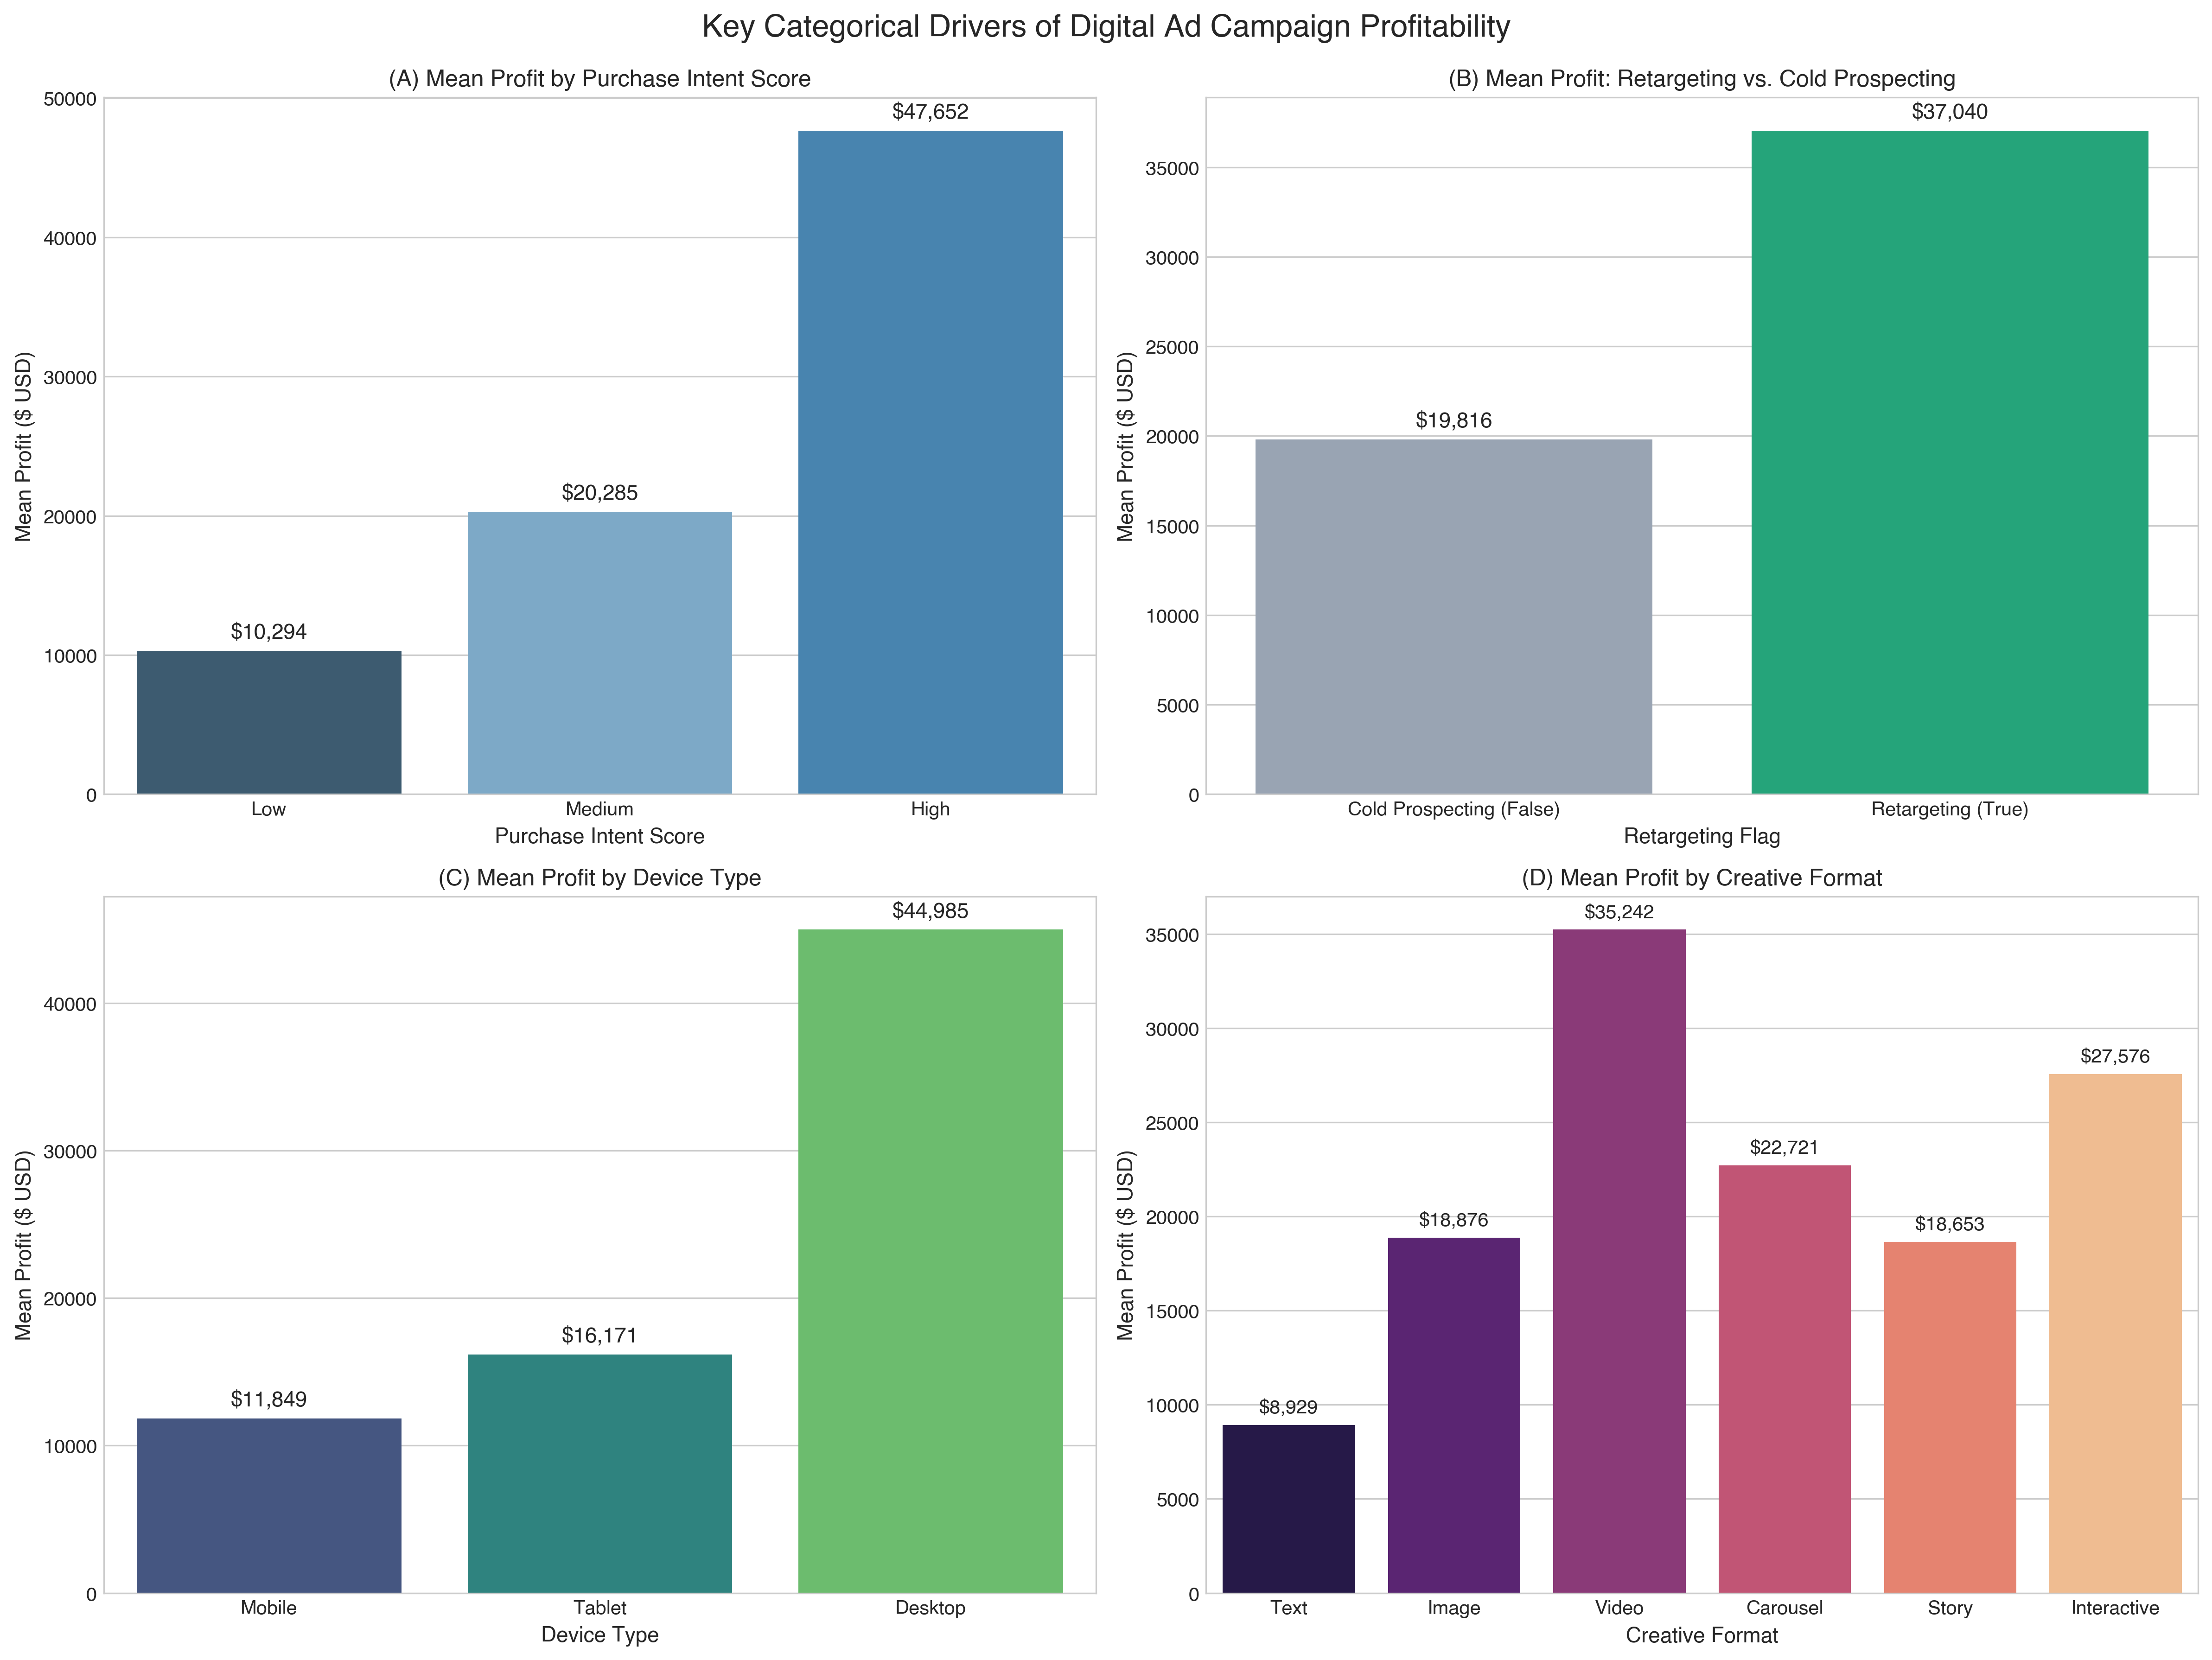 Key Categorical Drivers of Digital Ad Campaign Profitability
(A) Mean Profit by Purchase Intent Score
Mean Profit ($ USD)
50000
40000
30000
20000
10000
0
$10,294
$20,285
$47,652
Low
Medium
High
Purchase Intent Score
(B) Mean Profit: Retargeting vs. Cold Prospecting
Mean Profit ($ USD)
35000
30000
25000
20000
15000
10000
5000
0
$19,816
$37,040
Cold Prospecting (False)
Retargeting (True)
Retargeting Flag
(C) Mean Profit by Device Type
Mean Profit ($ USD)
40000
30000
20000
10000
0
$11,849
$16,171
$44,985
Mobile
Tablet
Desktop
Device Type
(D) Mean Profit by Creative Format
Mean Profit ($ USD)
35000
30000
25000
20000
15000
10000
5000
0
$8,929
$18,876
$35,242
$22,721
$18,653
$27,576
Text
Image
Video
Carousel
Story
Interactive
Creative Format